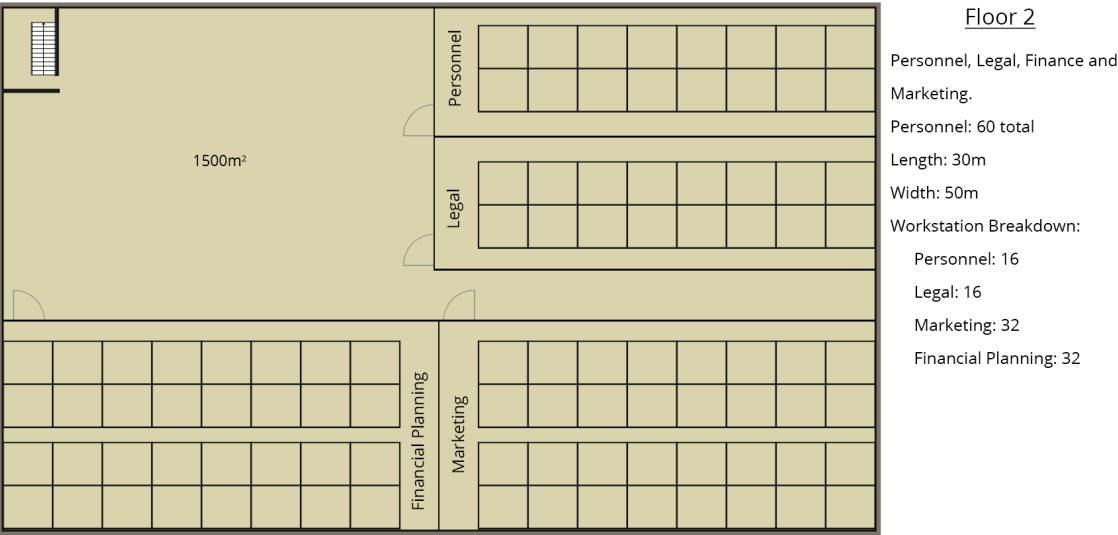 Floor 2
Personnel, Legal, Finance and
Marketing.
Personnel: 60 total
Length: 30m
Width: 50m
Workstation Breakdown:
Personnel: 16
Legal: 16
Marketing: 32
Financial Planning: 32
Personnel
1500m²
Legal
Financial Planning
Marketing